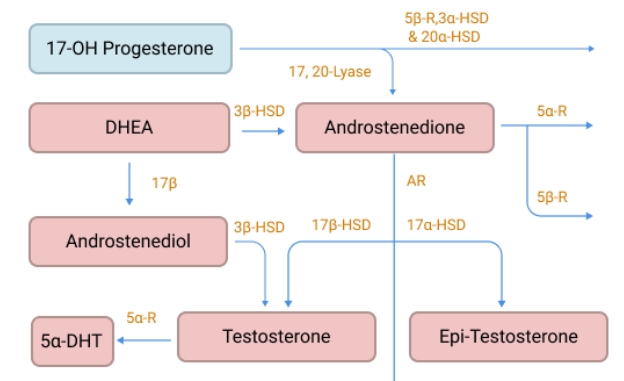 5β-R,3α-HSD
& 20α-HSD
17-OH Progesterone
17, 20-Lyase
3β-HSD
5α-R
DHEA
Androstenedione
17β
AR
5β-R
3β-HSD
17β-HSD
17α-HSD
Androstenediol
5α-R
5α-DHT
Testosterone
Epi-Testosterone